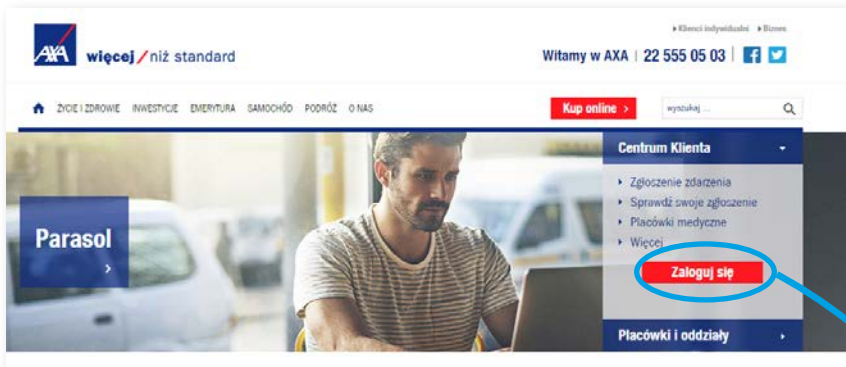 Klienci indywidualni Biznes
AXA
więcej/niż standard
Witamy w AXA | 22 555 05 03
ŻYCIE I ZDROWIE INWESTYCJE EMERYTURA SAMOCHÓD PODRÓŻ O NAS
Kup online >
wyszukaj ...
Centrum Klienta
Zgłoszenie zdarzenia
Sprawdź swoje zgłoszenie
Placówki medyczne
Więcej
Zaloguj się
Parasol
Placówki i oddziały